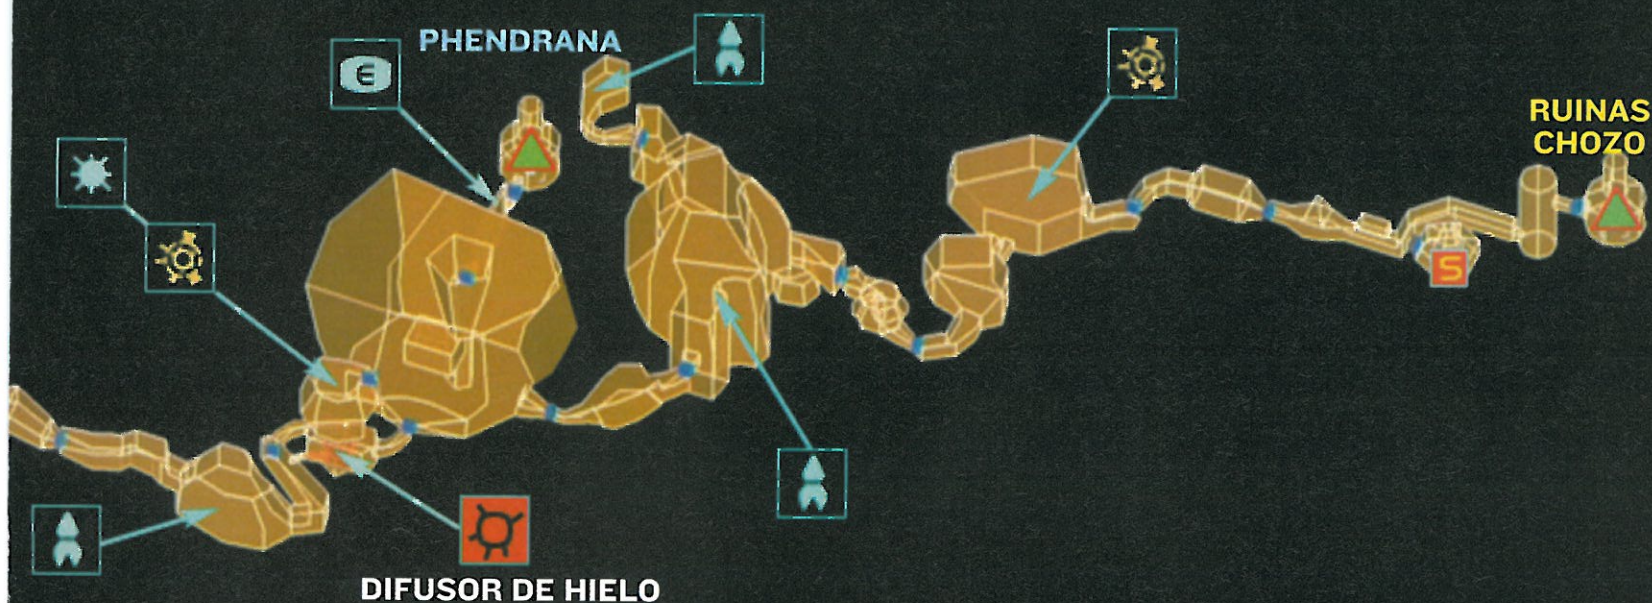 PHENDRANA
E
RUINAS
CHOZO
S
DIFUSOR DE HIELO